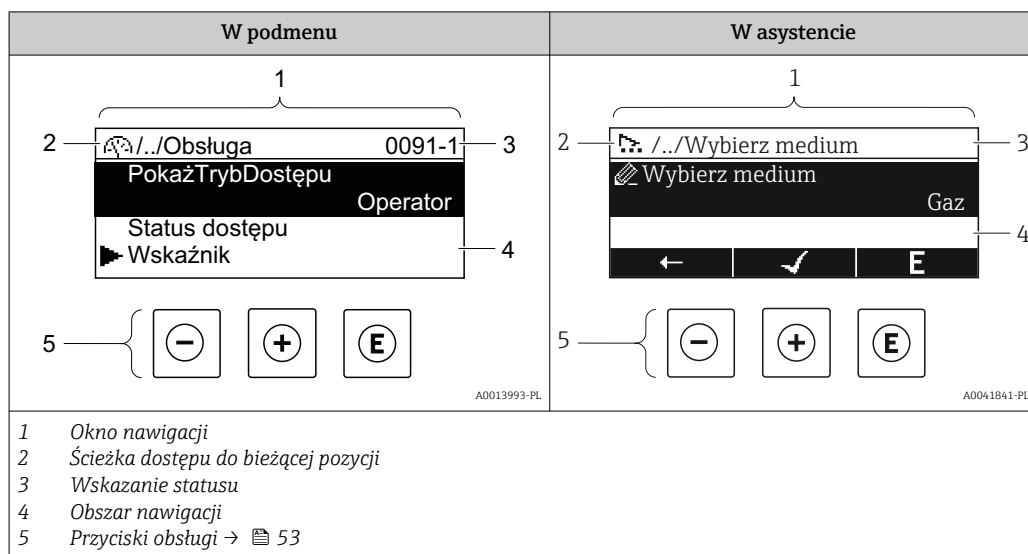 W podmenu
W asystencie
1
2
/../Obsługa 0091-1
3
PokażTrybDostępu
Operator
Status dostępu
Wskaźnik
4
5
- + E
A0013993-PL
1
2
/../Wybierz medium
3
Wybierz medium
Gaz
4
← ✓ E
5
- + E
A0041841-PL
1 Okno nawigacji
2 Ścieżka dostępu do bieżącej pozycji
3 Wskazanie statusu
4 Obszar nawigacji
5 Przyciski obsługi → 53